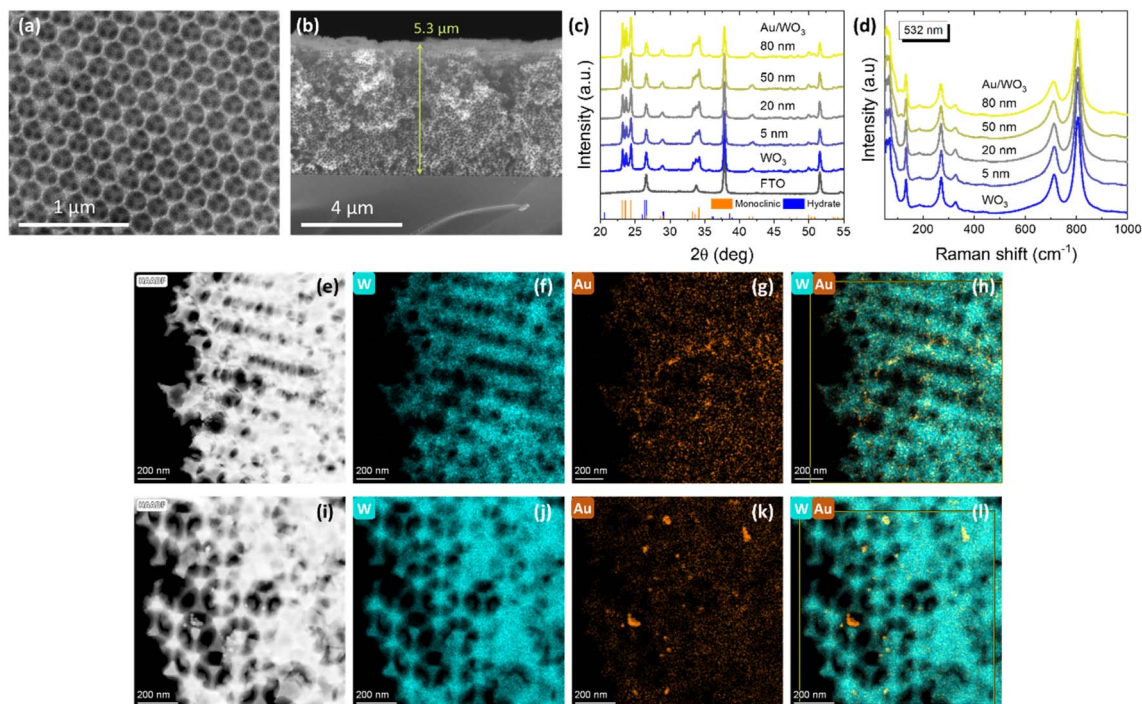 (a)
1 µm
(b)
5.3 µm
4 µm
(c)
Intensity (a.u.)
Au/WO₃
80 nm
50 nm
20 nm
5 nm
WO₃
FTO
Monoclinic
Hydrate
20 25 30 35 40 45 50 55
2θ (deg)
(d)
532 nm
Intensity (a.u)
Au/WO₃
80 nm
50 nm
20 nm
5 nm
WO₃
200 400 600 800 1000
Raman shift (cm⁻¹)
HAADF (e)
200 nm
W (f)
200 nm
Au (g)
200 nm
W Au (h)
200 nm
HAADF (i)
200 nm
W (j)
200 nm
Au (k)
200 nm
W Au (l)
200 nm